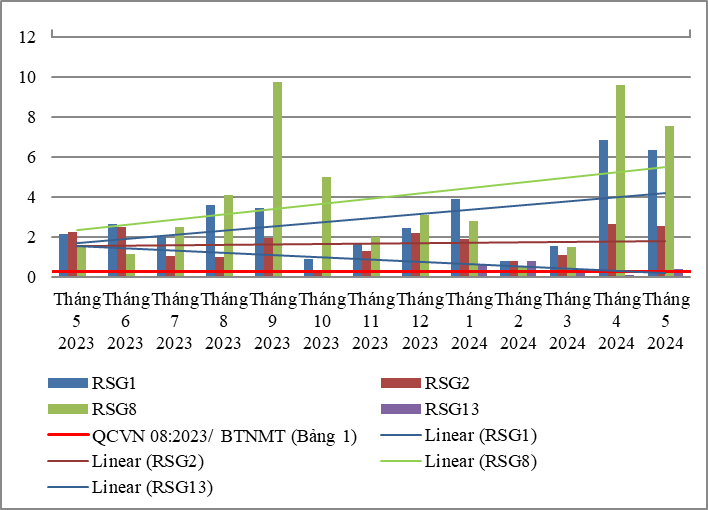 12
10
8
6
4
2
0
Tháng 5 2023
Tháng 6 2023
Tháng 7 2023
Tháng 8 2023
Tháng 9 2023
Tháng 10 2023
Tháng 11 2023
Tháng 12 2023
Tháng 1 2024
Tháng 2 2024
Tháng 3 2024
Tháng 4 2024
Tháng 5 2024
RSG1
RSG2
RSG8
RSG13
QCVN 08:2023/ BTNMT (Bảng 1)
Linear (RSG1)
Linear (RSG2)
Linear (RSG8)
Linear (RSG13)